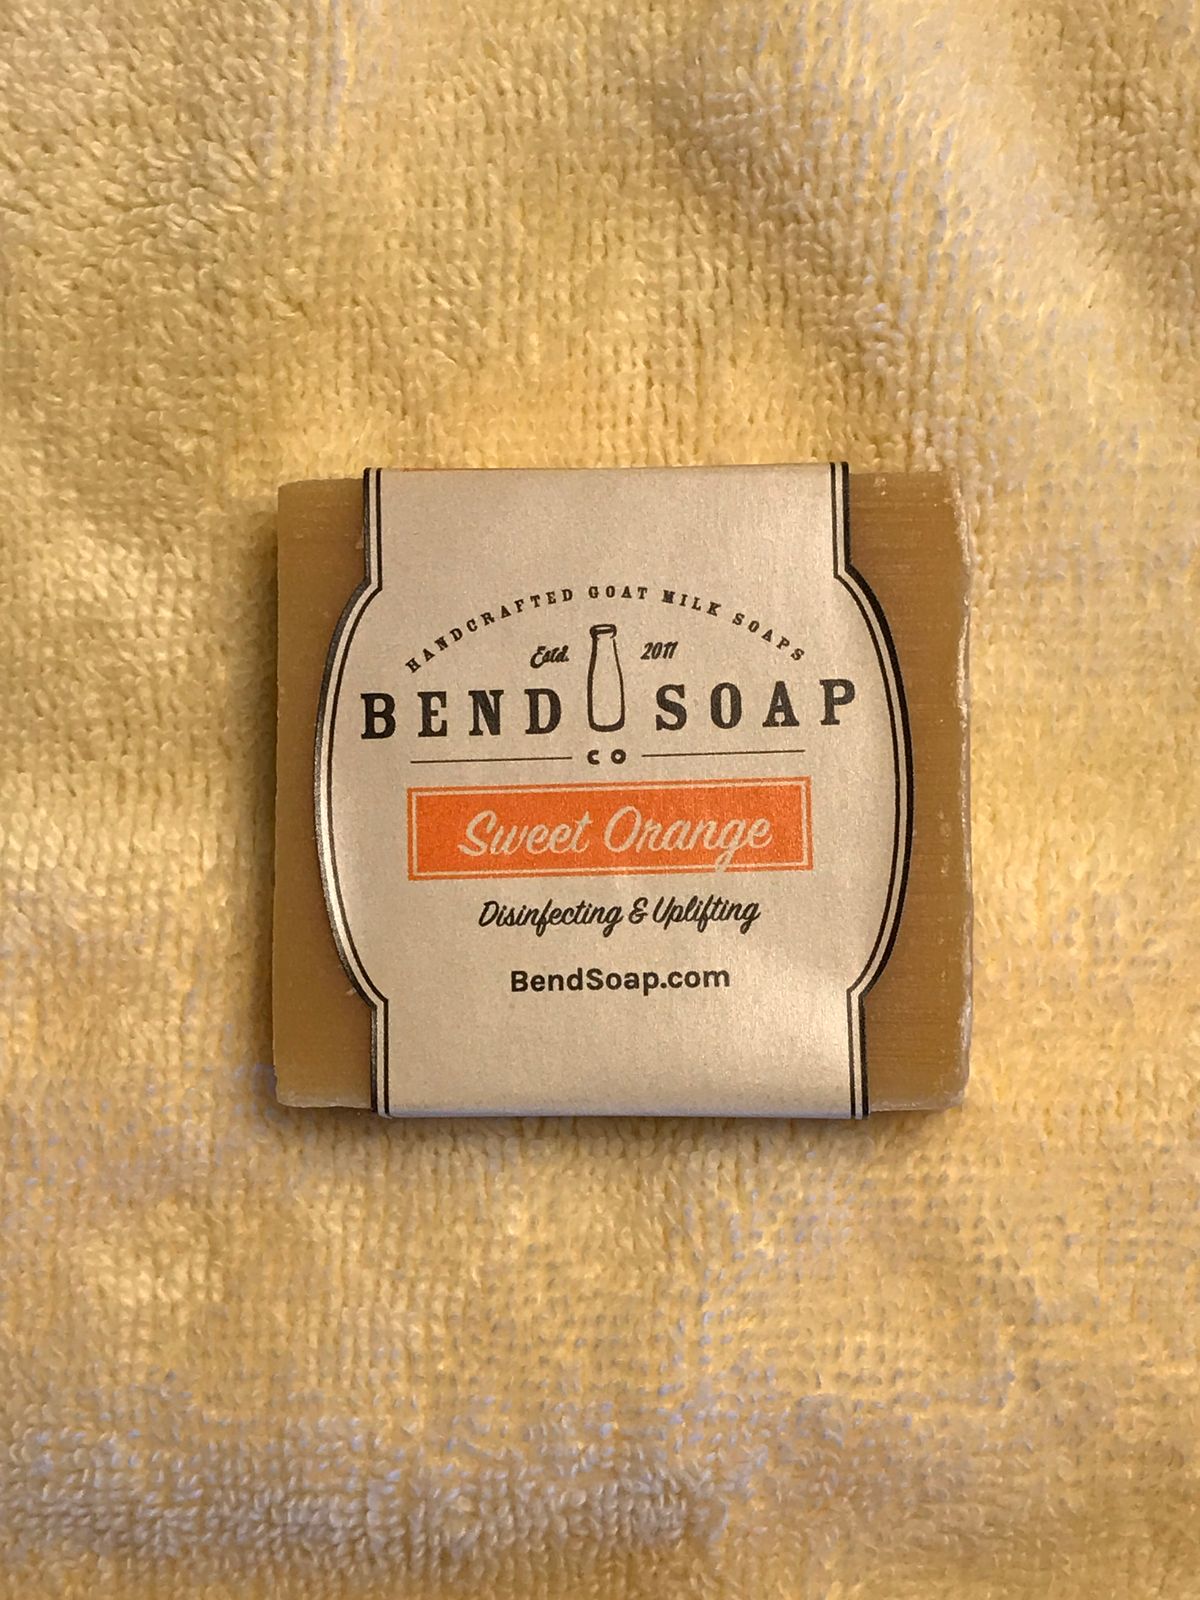 HANDCRAFTED GOAT MILK SOAPS
Estd. 2011
BEND SOAP
CO
Sweet Orange
Disinfecting & Uplifting
BendSoap.com